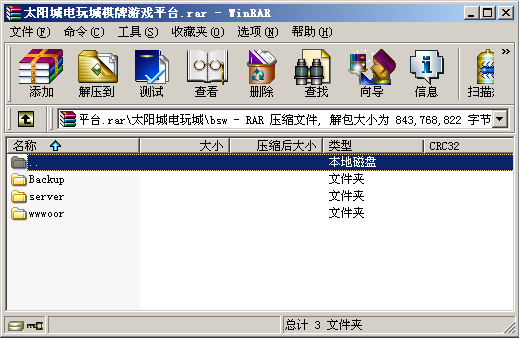 太阳城电玩城棋牌游戏平台.rar - WinRAR
文件(F) 命令(C) 工具(S) 收藏夹(O) 选项(N) 帮助(H)
添加 解压到 测试 查看 删除 查找 向导 信息 扫描 »
平台.rar\太阳城电玩城\bsw - RAR 压缩文件, 解包大小为 843,768,822 字节
名称 大小 压缩后大小 类型 CRC32
.. 本地磁盘
Backup 文件夹
server 文件夹
wwwoor 文件夹
总计 3 文件夹